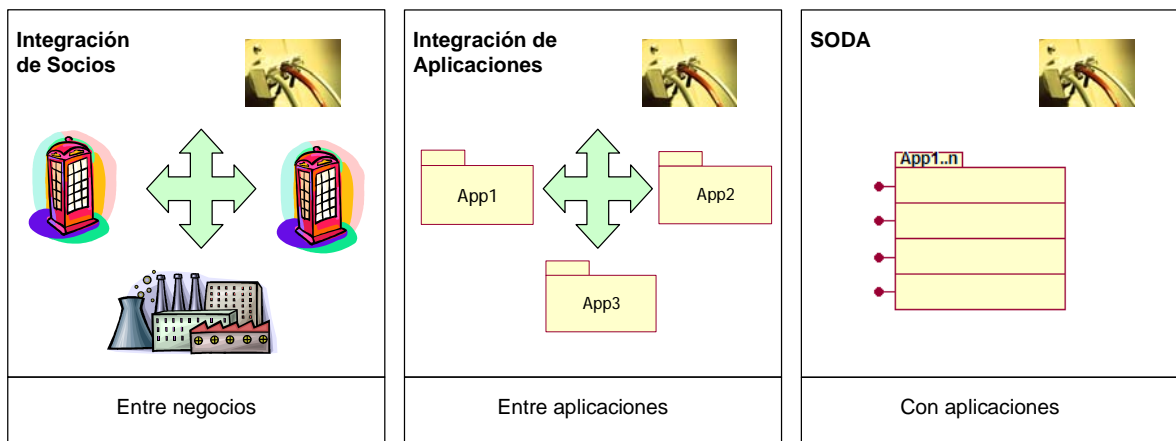 Integración
de Socios
Entre negocios
Integración de
Aplicaciones
App1
App2
App3
Entre aplicaciones
SODA
App1..n
Con aplicaciones